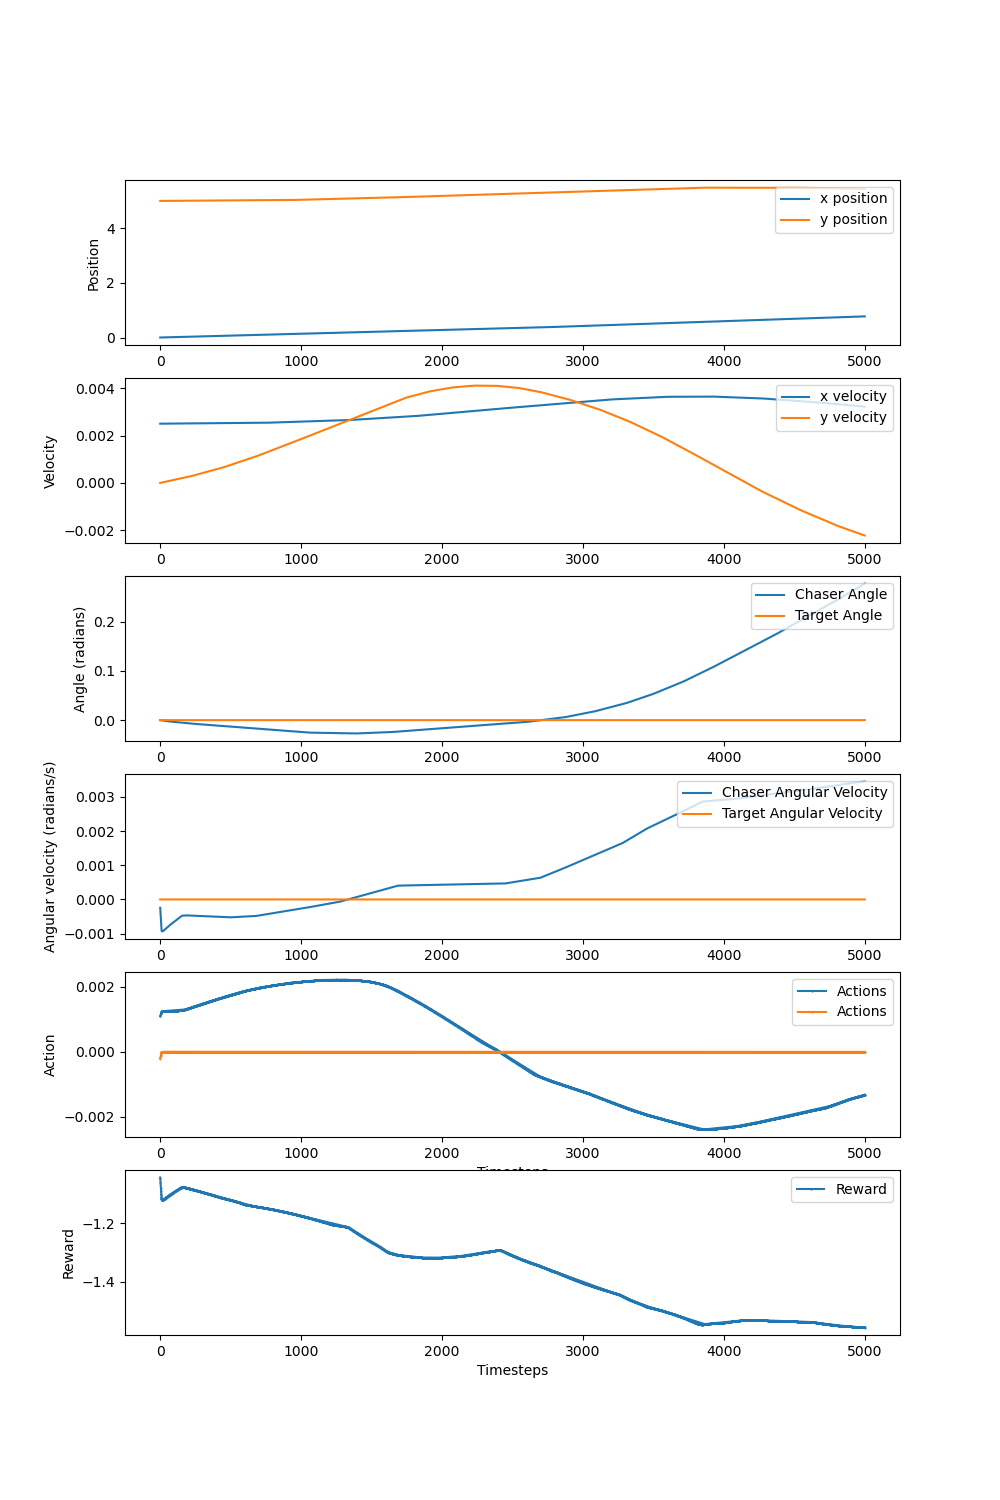 x position
y position
4
2
0
Position
0 1000 2000 3000 4000 5000
x velocity
y velocity
0.004
0.002
0.000
−0.002
Velocity
0 1000 2000 3000 4000 5000
Chaser Angle
Target Angle
0.2
0.1
0.0
Angle (radians)
0 1000 2000 3000 4000 5000
Chaser Angular Velocity
Target Angular Velocity
0.003
0.002
0.001
0.000
−0.001
Angular velocity (radians/s)
0 1000 2000 3000 4000 5000
Actions
Actions
0.002
0.000
−0.002
Action
0 1000 2000 3000 4000 5000
Timesteps
Reward
−1.2
−1.4
Reward
0 1000 2000 3000 4000 5000
Timesteps